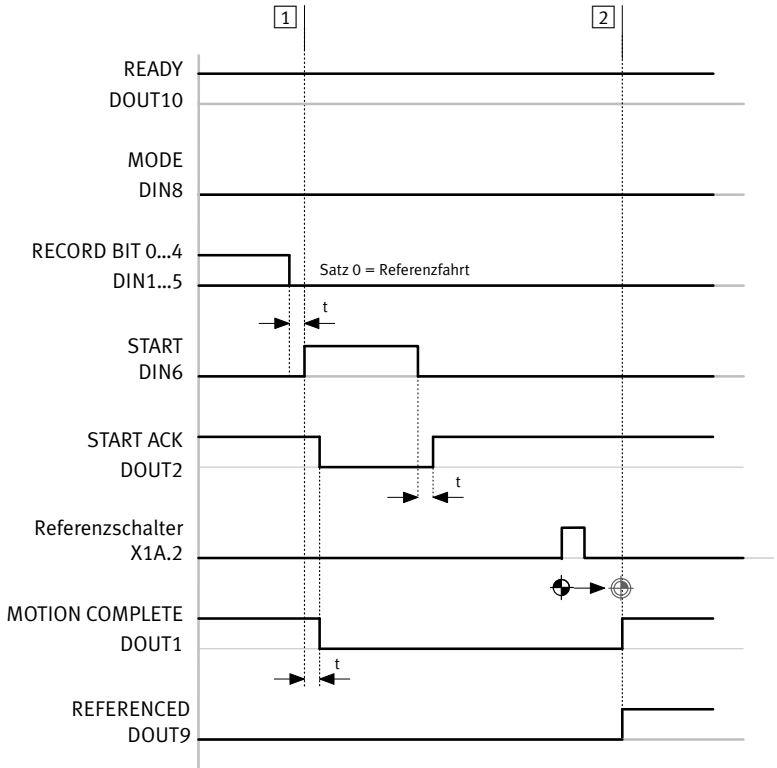 1 2
READY
DOUT10
MODE
DIN8
RECORD BIT 0...4
DIN1...5
Satz 0 = Referenzfahrt
t
START
DIN6
START ACK
DOUT2
t
Referenzschalter
X1A.2
MOTION COMPLETE
DOUT1
t
REFERENCED
DOUT9